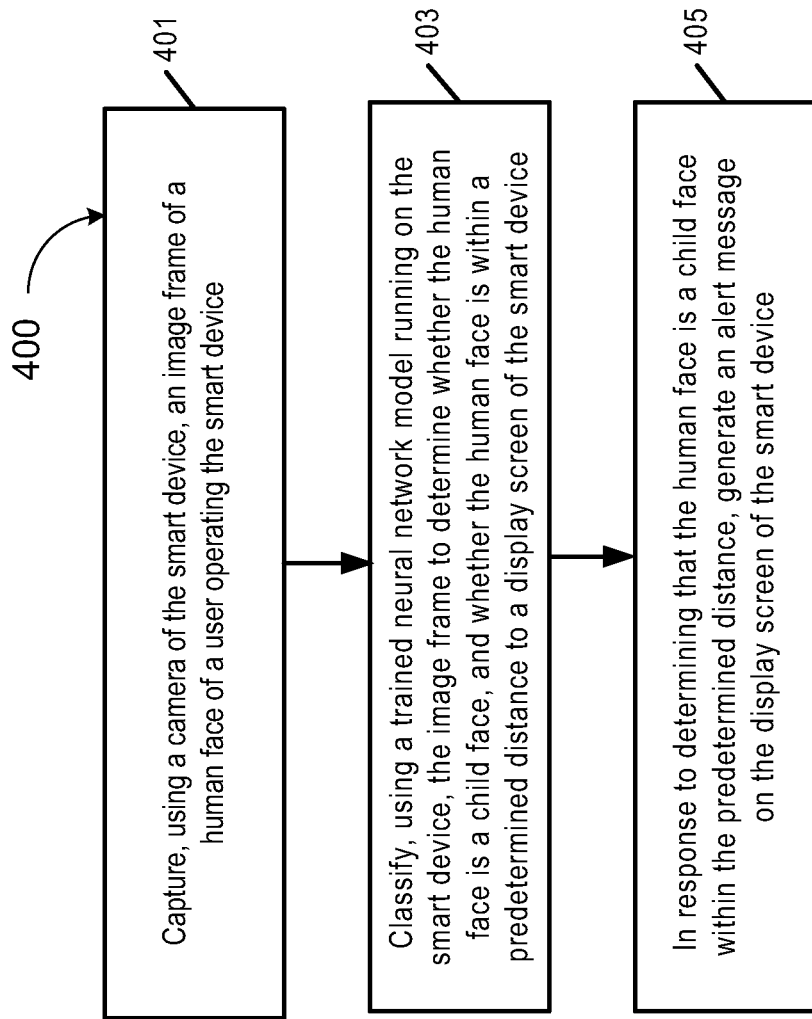 400
401
Capture, using a camera of the smart device, an image frame of a
human face of a user operating the smart device
403
Classify, using a trained neural network model running on the
smart device, the image frame to determine whether the human
face is a child face, and whether the human face is within a
predetermined distance to a display screen of the smart device
405
In response to determining that the human face is a child face
within the predetermined distance, generate an alert message
on the display screen of the smart device